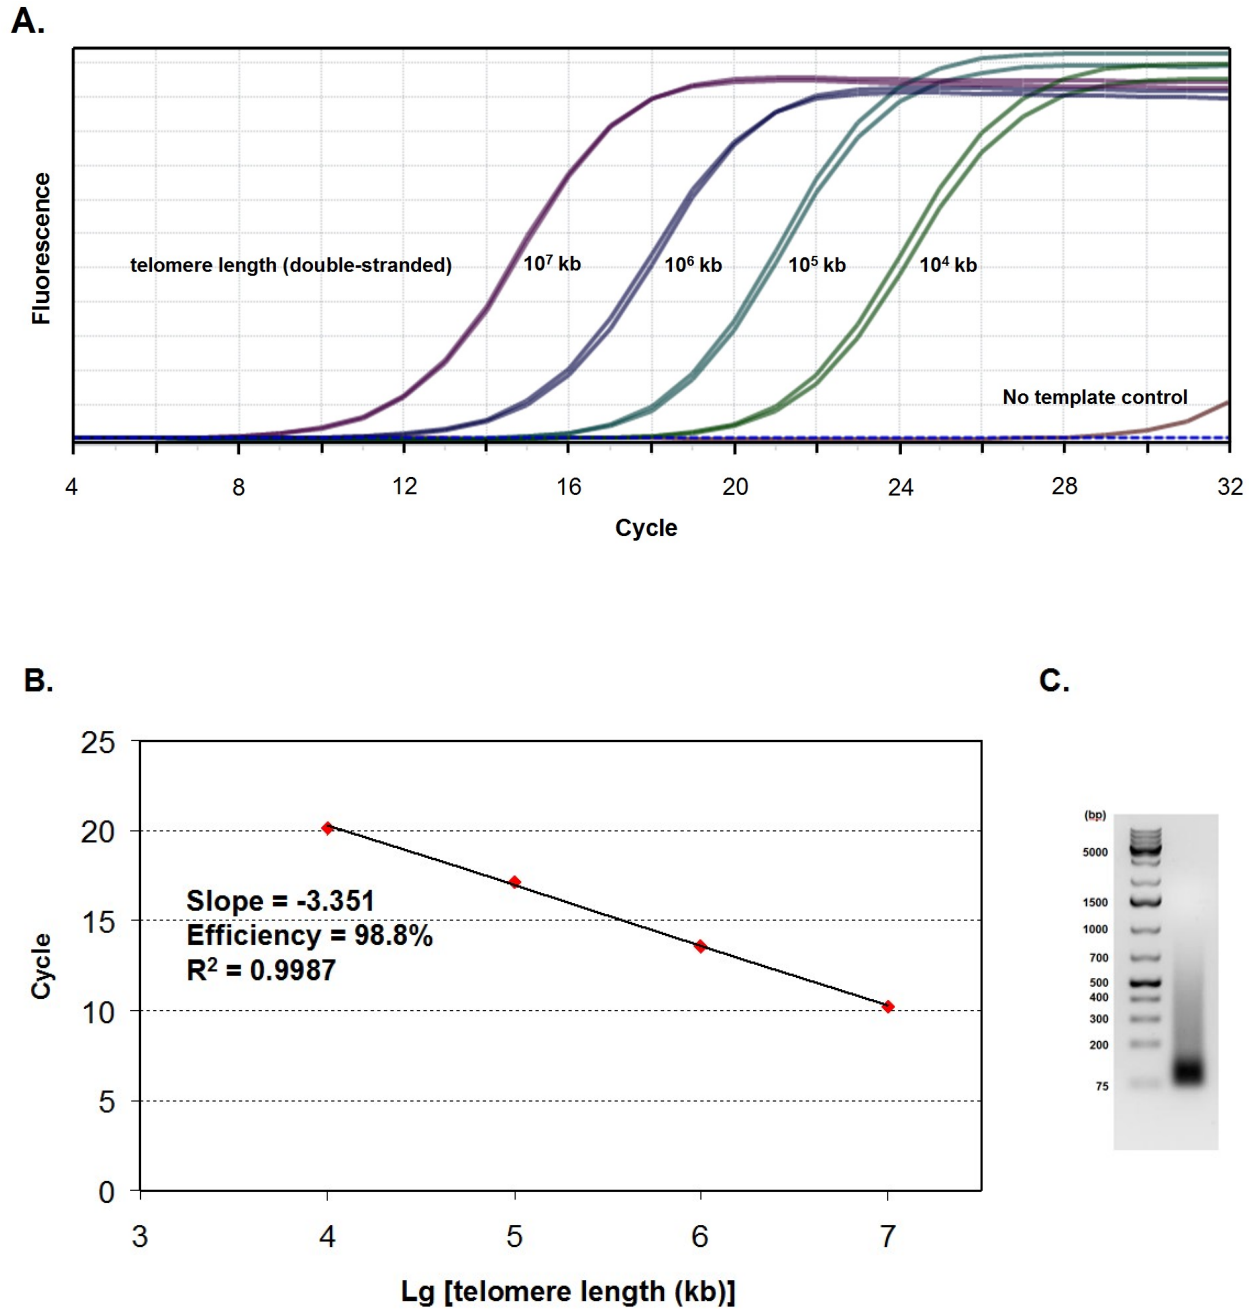 A.
Fluorescence
telomere length (double-stranded)
10⁷ kb
10⁶ kb
10⁵ kb
10⁴ kb
No template control
4 8 12 16 20 24 28 32
Cycle
B.
25
20
15
10
5
0
Cycle
Slope = -3.351
Efficiency = 98.8%
R² = 0.9987
3 4 5 6 7
Lg [telomere length (kb)]
C.
(bp)
5000
1500
1000
700
500
400
300
200
75